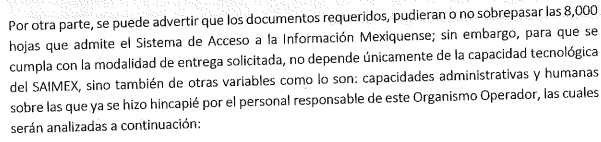 Por otra parte, se puede advertir que los documentos requeridos, pudieran o no sobrepasar las 8,000
hojas que admite el Sistema de Acceso a la Información Mexiquense; sin embargo, para que se
cumpla con la modalidad de entrega solicitada, no depende únicamente de la capacidad tecnológica
del SAIMEX, sino también de otras variables como lo son: capacidades administrativas y humanas
sobre las que ya se hizo hincapié por el personal responsable de este Organismo Operador, las cuales
serán analizadas a continuación: